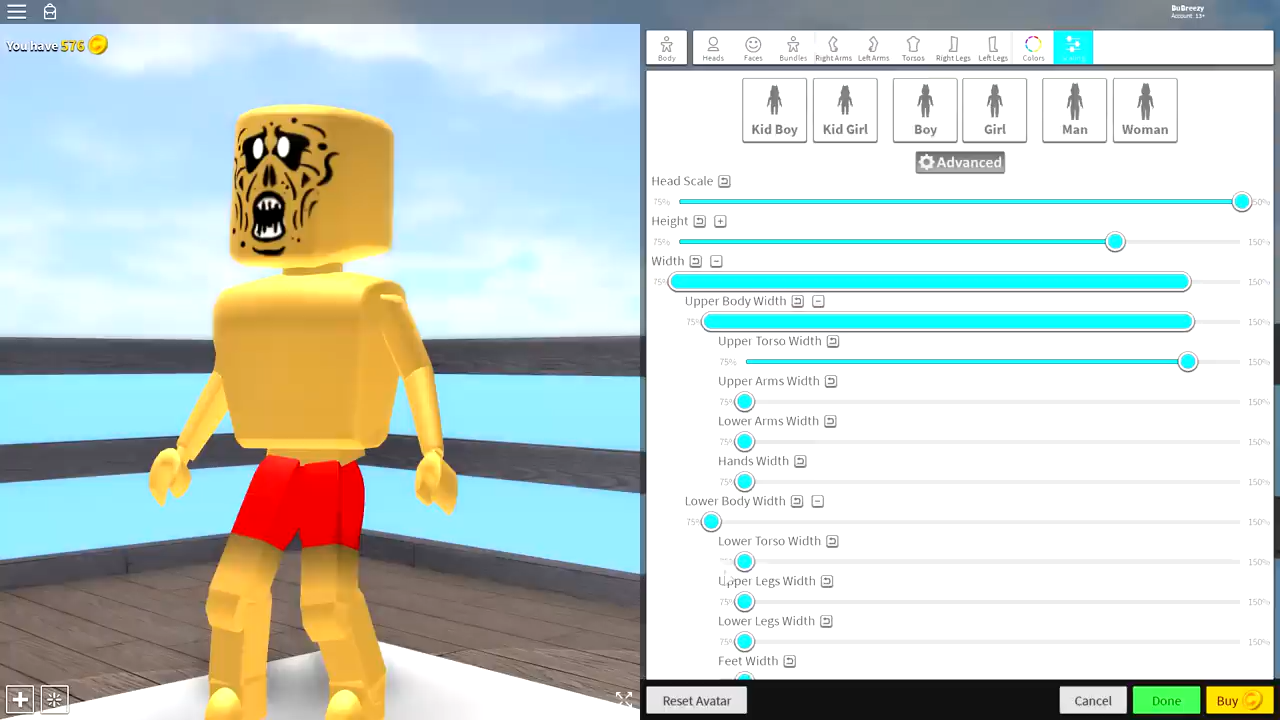 BuBreezy
Account: 13+
You have 576
Body
Heads
Faces
Bundles
Right Arms
Left Arms
Torsos
Right Legs
Left Legs
Colors
Scaling
Kid Boy
Kid Girl
Boy
Girl
Man
Woman
Advanced
Head Scale
75% 50%
Height +
75% 150%
Width -
75% 150%
Upper Body Width -
75% 150%
Upper Torso Width
75% 150%
Upper Arms Width
75% 150%
Lower Arms Width
75% 150%
Hands Width
75% 150%
Lower Body Width -
75% 150%
Lower Torso Width
75% 150%
Upper Legs Width
75% 150%
Lower Legs Width
75% 150%
Feet Width
Reset Avatar
Cancel
Done
Buy